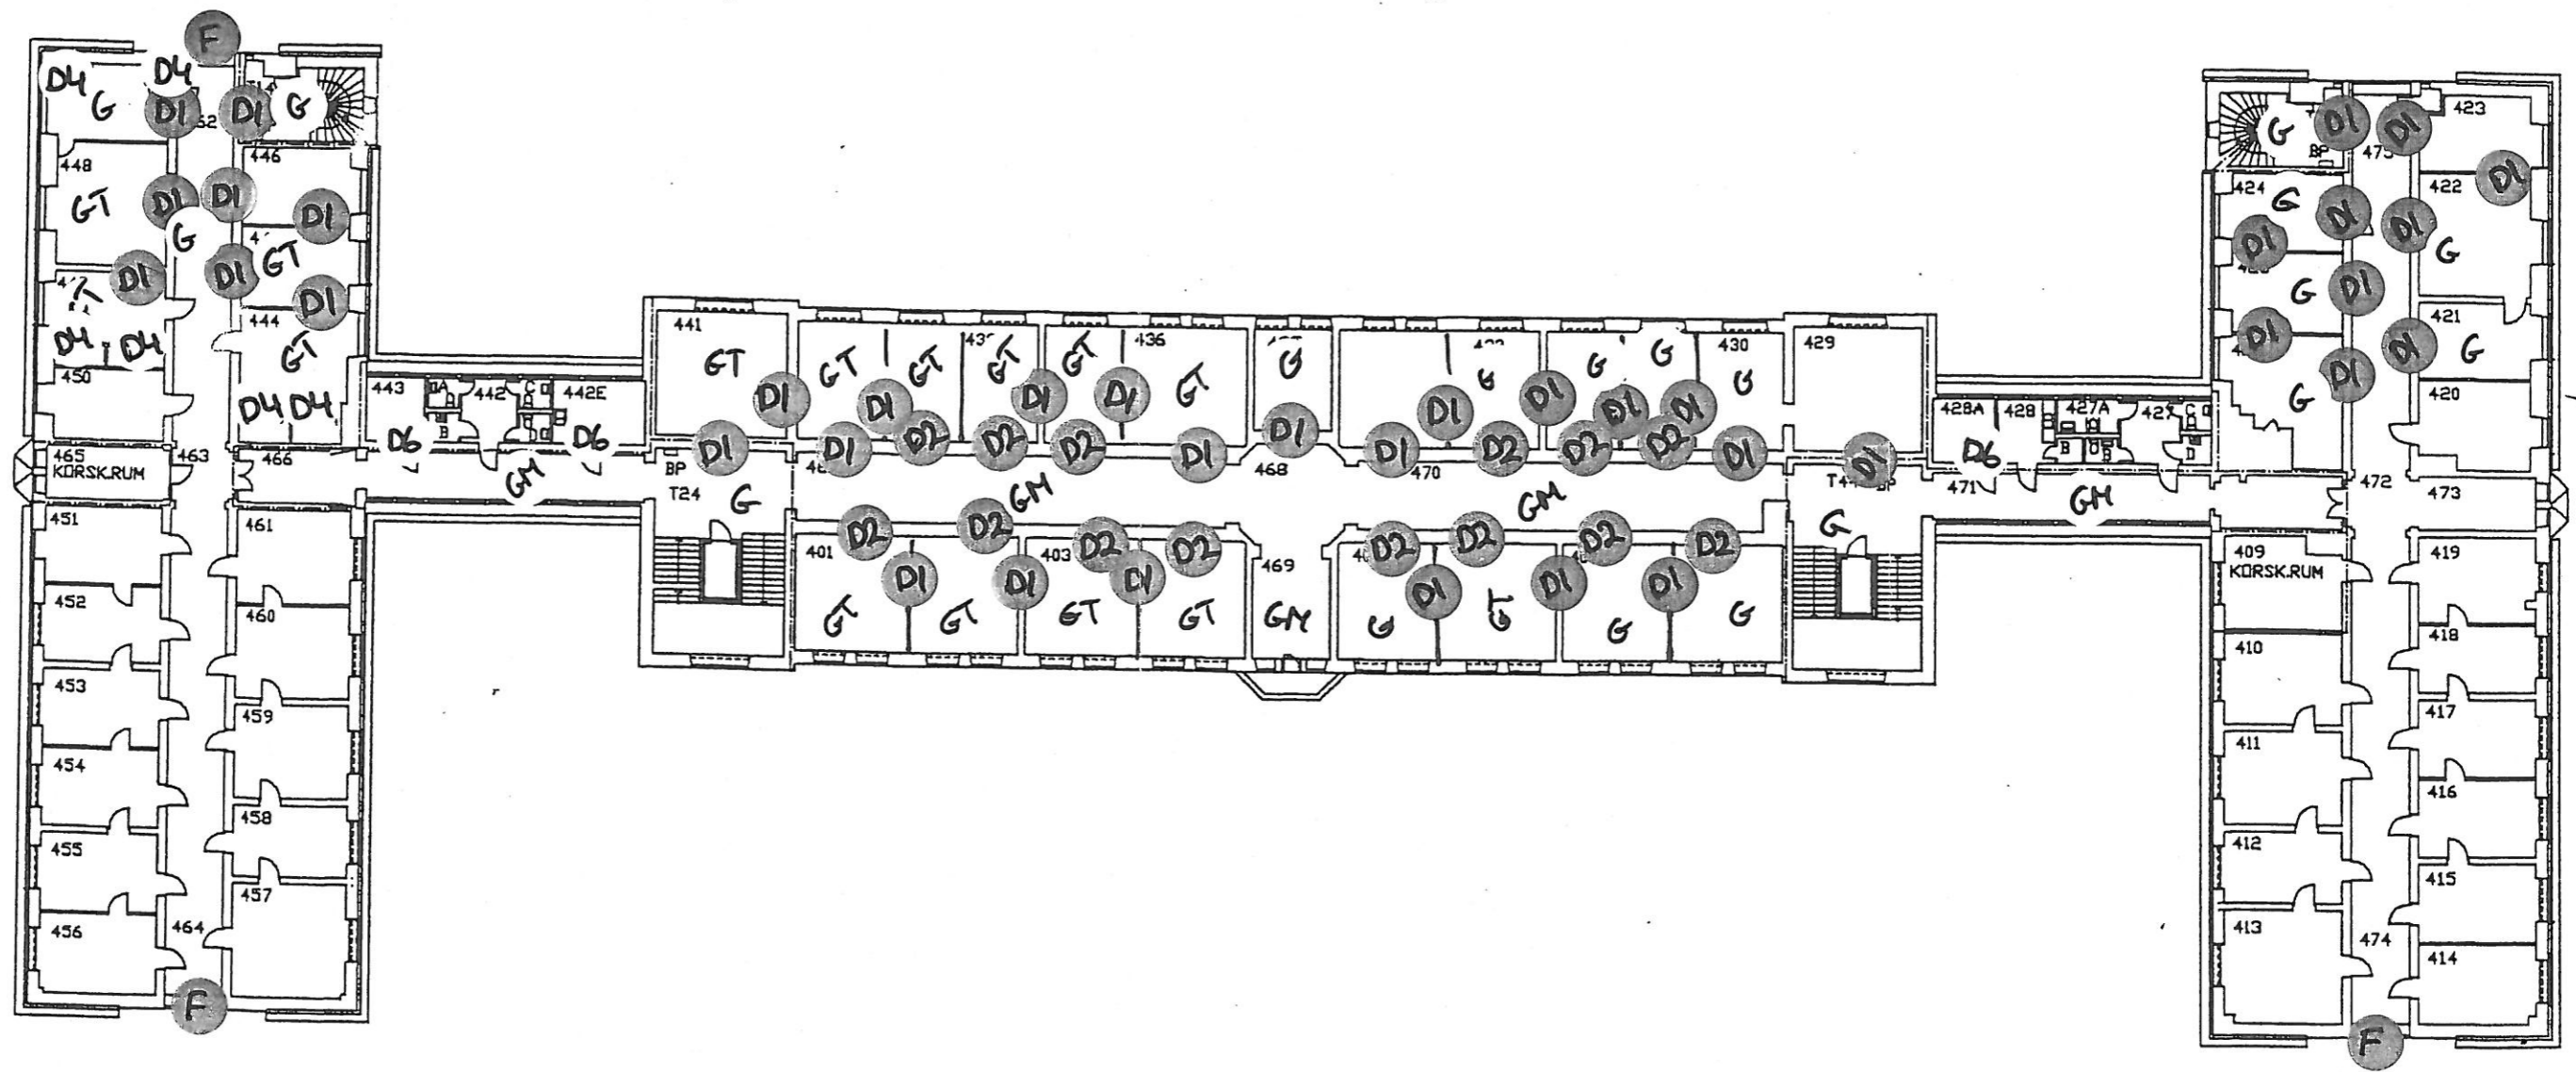 F
D4
D4
G
D1
D1
G
62
448
446
GT
D1
D1
D1
G
GT
D1
D1
D1
444
GT
D4
D4
450
D4 D4
465
KORSK.RUM
463
466
443
A
B
442
C
D
442E
D6
D6
GM
451
461
452
460
453
459
454
458
455
457
456
464
F
441
GT
D1
D1
BP
T24
G
GT
GT
GT
GT
436
GT
D1
D1
D1
D1
D2
D2
D2
D1
GM
G
D1
468
470
G
G
G
430
G
D1
D1
D1
D1
D1
D2
D2
D2
D1
GM
429
D1
BP
G
D2
D2
D2
D2
401
403
D1
D1
D1
GT
GT
GT
GT
469
GM
D2
D2
D2
D2
D1
D1
D1
G
GT
G
G
428A
428
427A
427
B
C
D
D6
471
GM
G
BP
D1
D1
423
424
G
D1
D1
422
D1
D1
G
G
D1
D1
421
G
D1
D1
G
420
472
473
409
KORSK.RUM
419
410
418
411
417
412
416
413
415
474
414
F